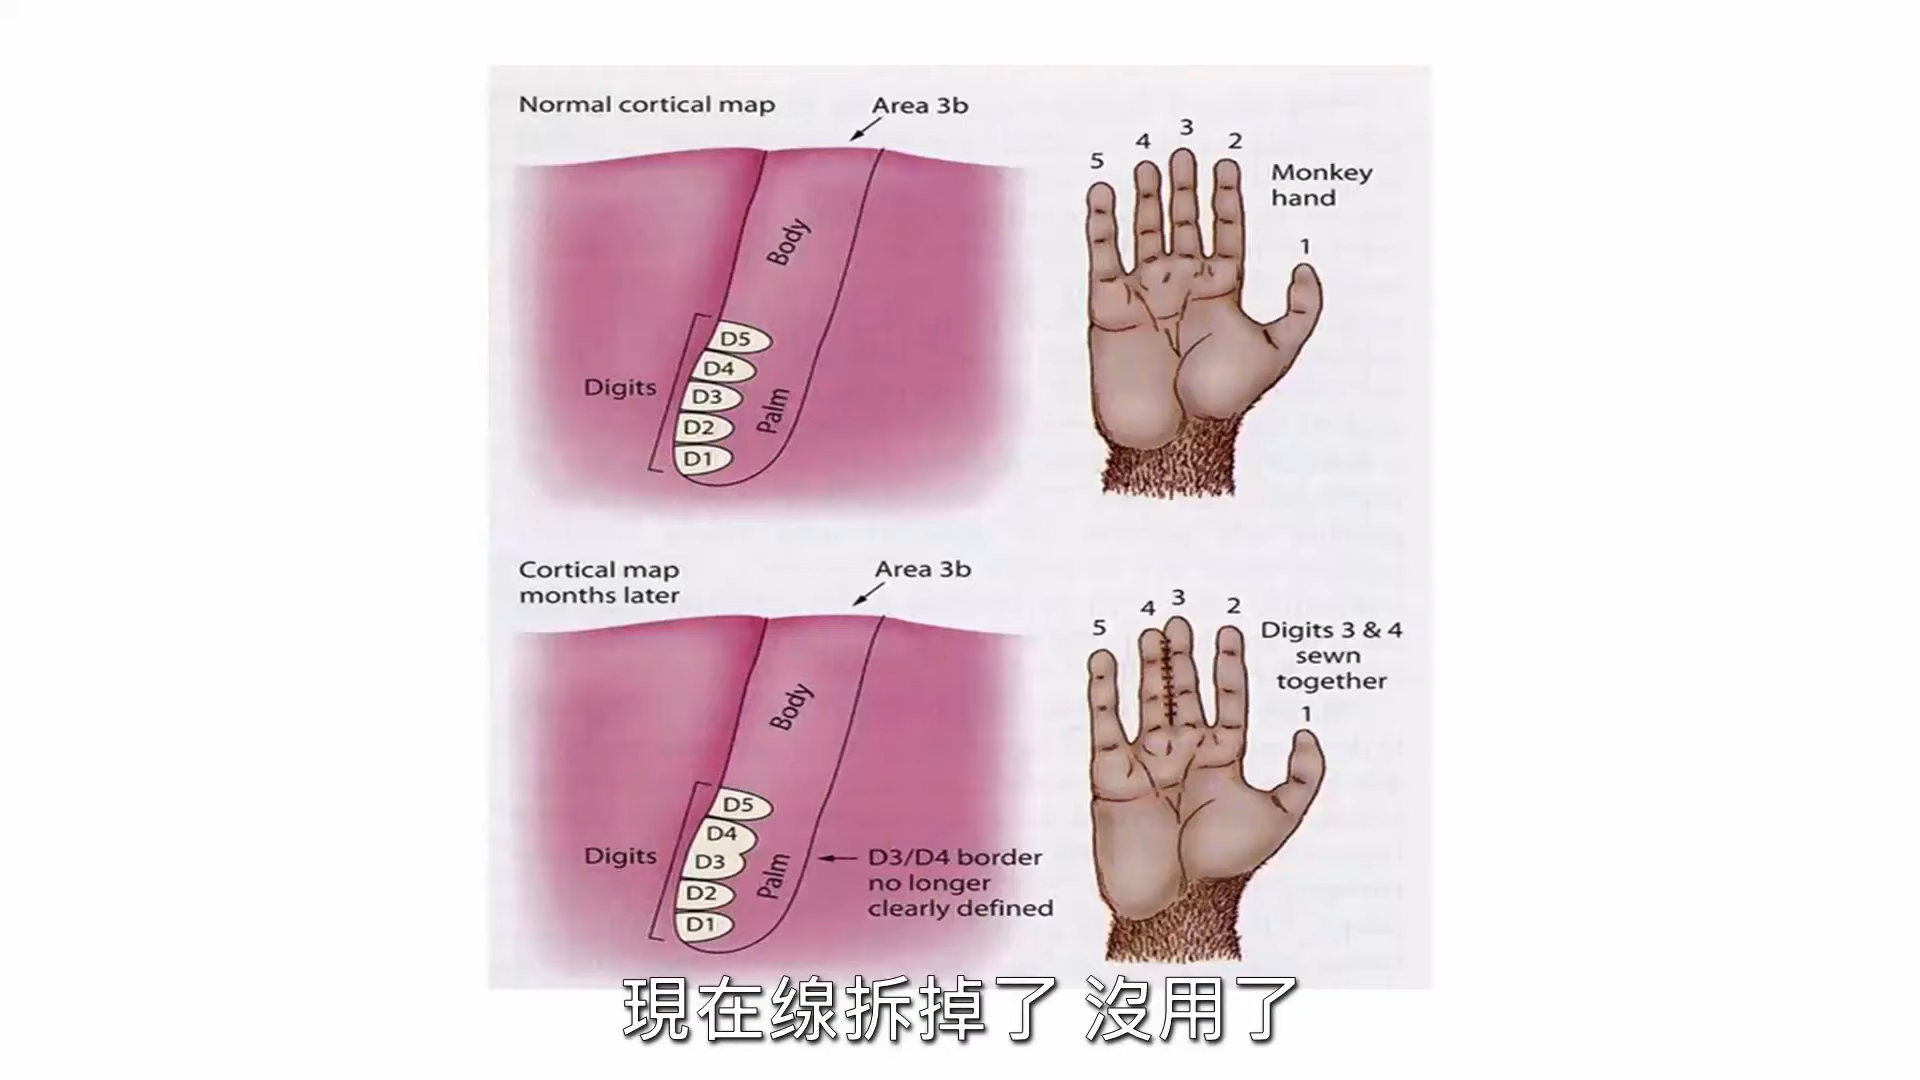 Normal cortical map
Area 3b
Body
D5
D4
D3
D2
D1
Digits
Palm
5
4
3
2
1
Monkey
hand
Cortical map
months later
Area 3b
Body
D5
D4
D3
D2
D1
Digits
Palm
D3/D4 border
no longer
clearly defined
5
4
3
2
1
Digits 3 & 4
sewn
together
現在线拆掉了 沒用了